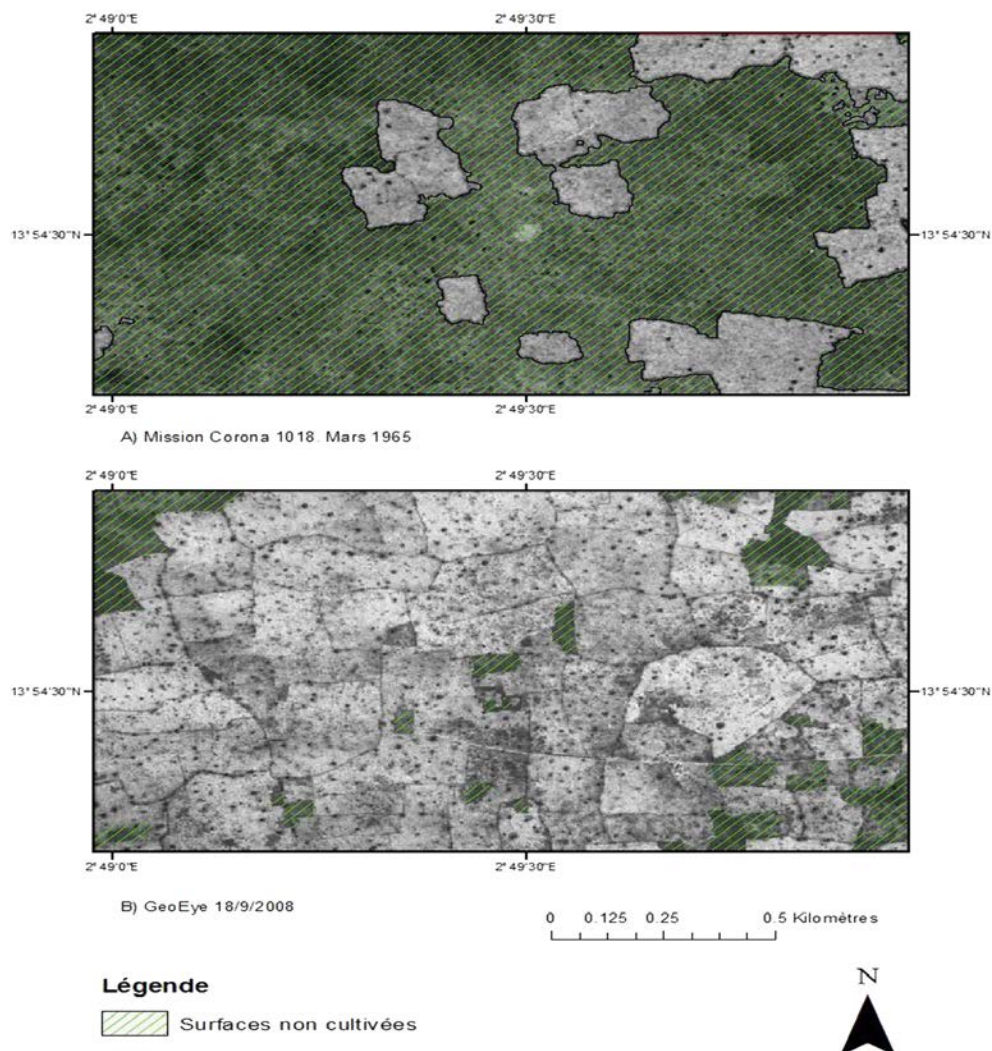 2° 49'0"E 2° 49'30"E
13° 54'30"N 13° 54'30"N
2° 49'0"E 2° 49'30"E
A) Mission Corona 1018. Mars 1965
2° 49'0"E 2° 49'30"E
13° 54'30"N 13° 54'30"N
2° 49'0"E 2° 49'30"E
B) GeoEye 18/9/2008
0 0.125 0.25 0.5 Kilomètres
Légende
Surfaces non cultivées
N